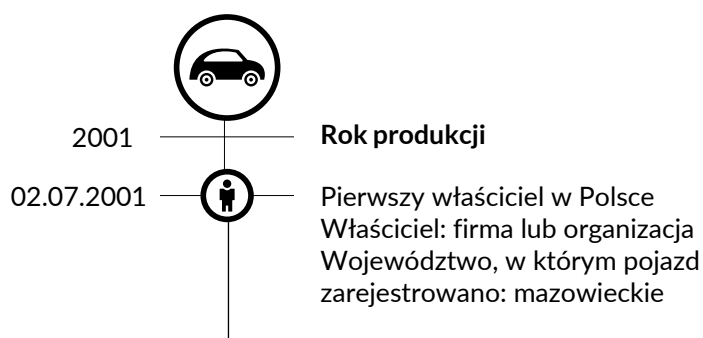 2001
Rok produkcji
02.07.2001
Pierwszy właściciel w Polsce
Właściciel: firma lub organizacja
Województwo, w którym pojazd
zarejestrowano: mazowieckie